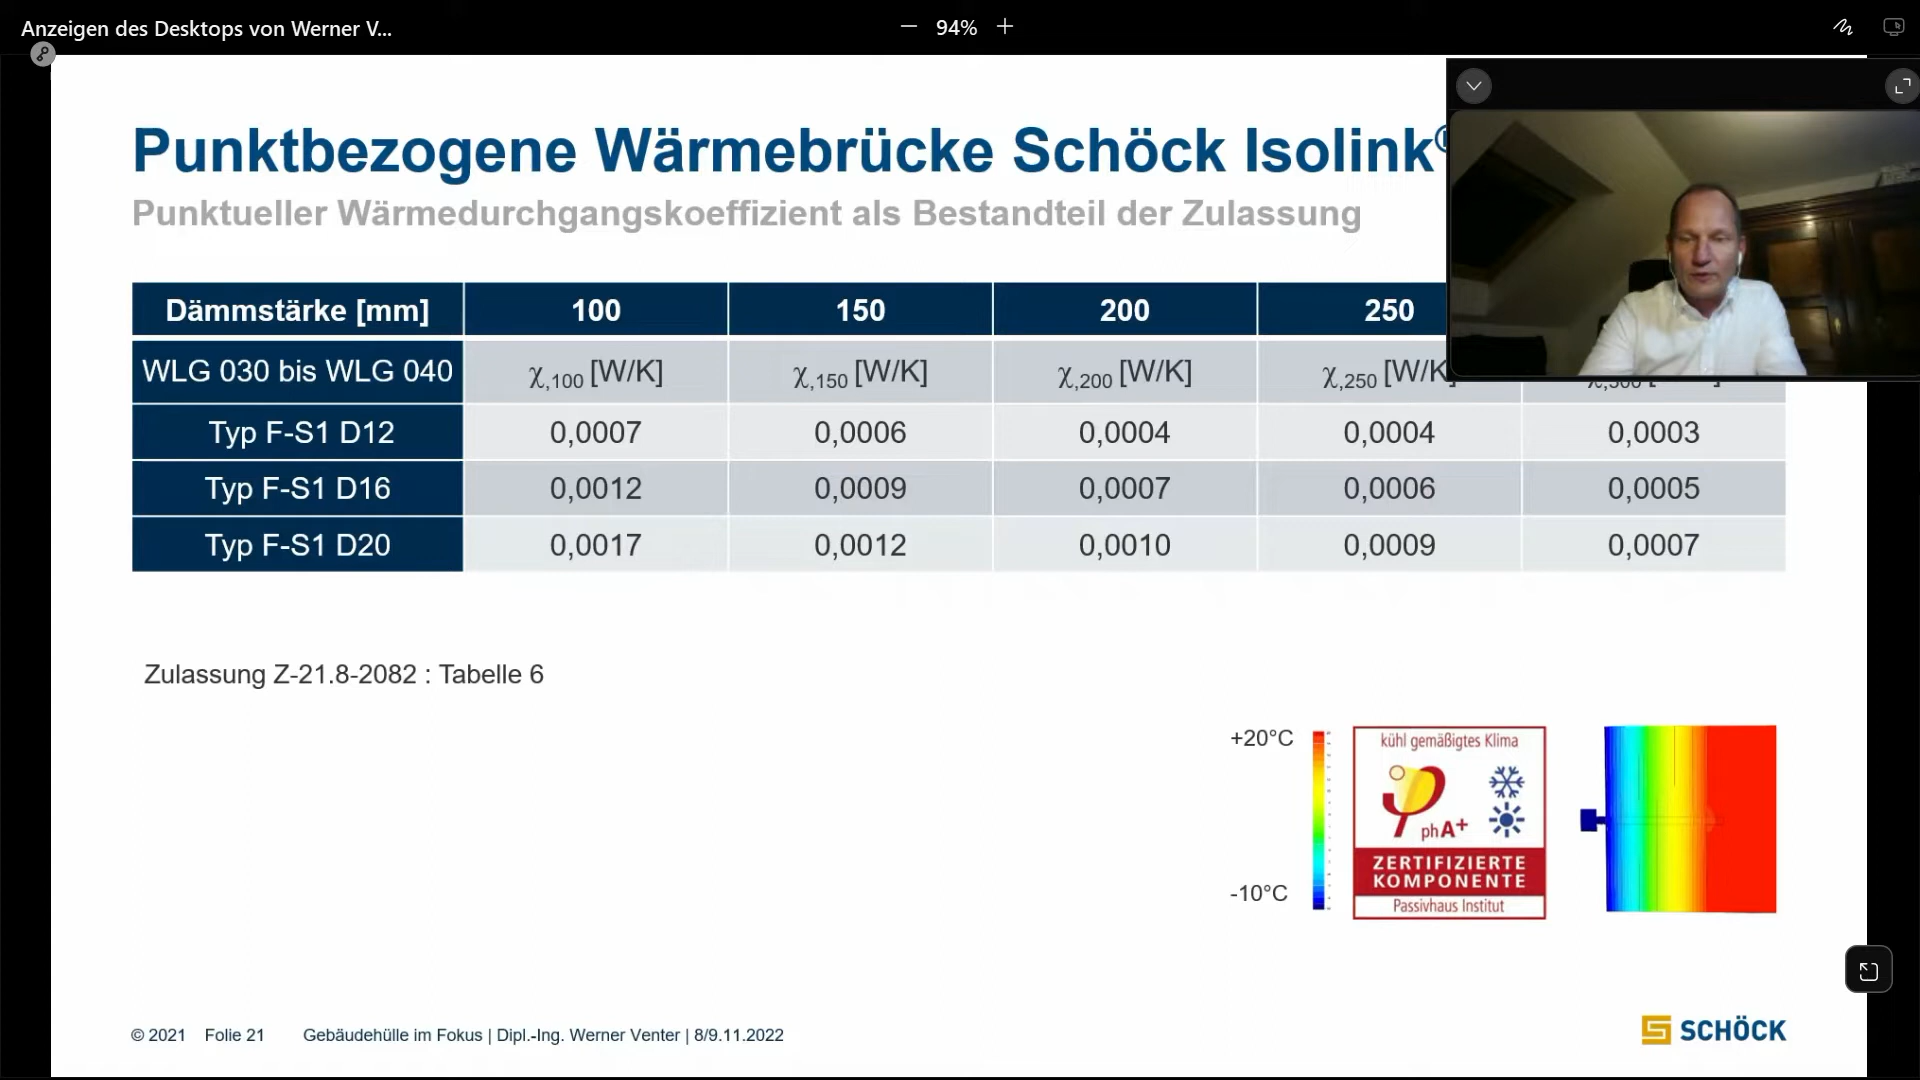 Anzeigen des Desktops von Werner V...
94%
Punktbezogene Wärmebrücke Schöck Isolink
Punktueller Wärmedurchgangskoeffizient als Bestandteil der Zulassung
Dämmstärke [mm] 100 150 200 250
WLG 030 bis WLG 040 χ,100 [W/K] χ,150 [W/K] χ,200 [W/K] χ,250 [W/K
Typ F-S1 D12 0,0007 0,0006 0,0004 0,0004 0,0003
Typ F-S1 D16 0,0012 0,0009 0,0007 0,0006 0,0005
Typ F-S1 D20 0,0017 0,0012 0,0010 0,0009 0,0007
Zulassung Z-21.8-2082 : Tabelle 6
+20°C
-10°C
kühl gemäßigtes Klima
phA+
ZERTIFIZIERTE
KOMPONENTE
Passivhaus Institut
© 2021 Folie 21 Gebäudehülle im Fokus | Dipl.-Ing. Werner Venter | 8/9.11.2022
SCHÖCK